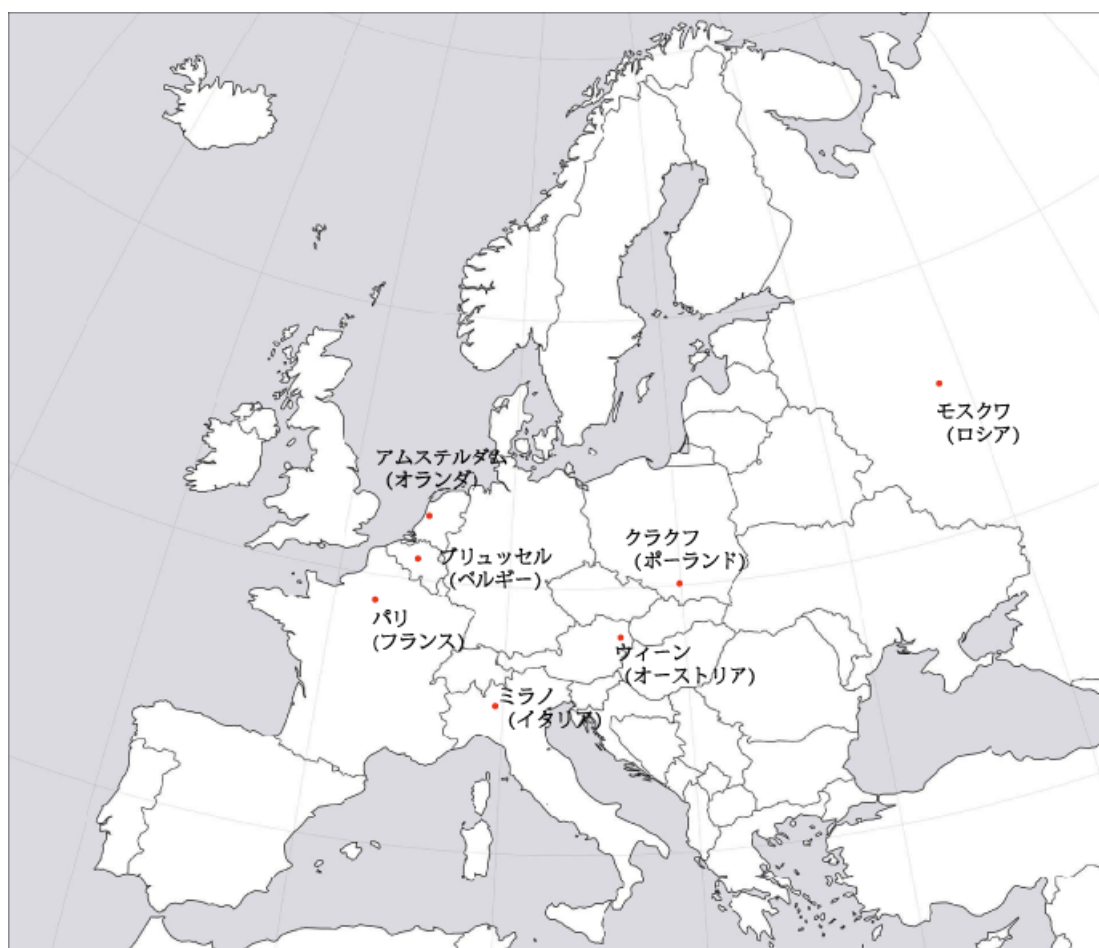 モスクワ
(ロシア)
アムステルダム
(オランダ)
クラクフ
(ポーランド)
ブリュッセル
(ベルギー)
パリ
(フランス)
ウィーン
(オーストリア)
ミラノ
(イタリア)